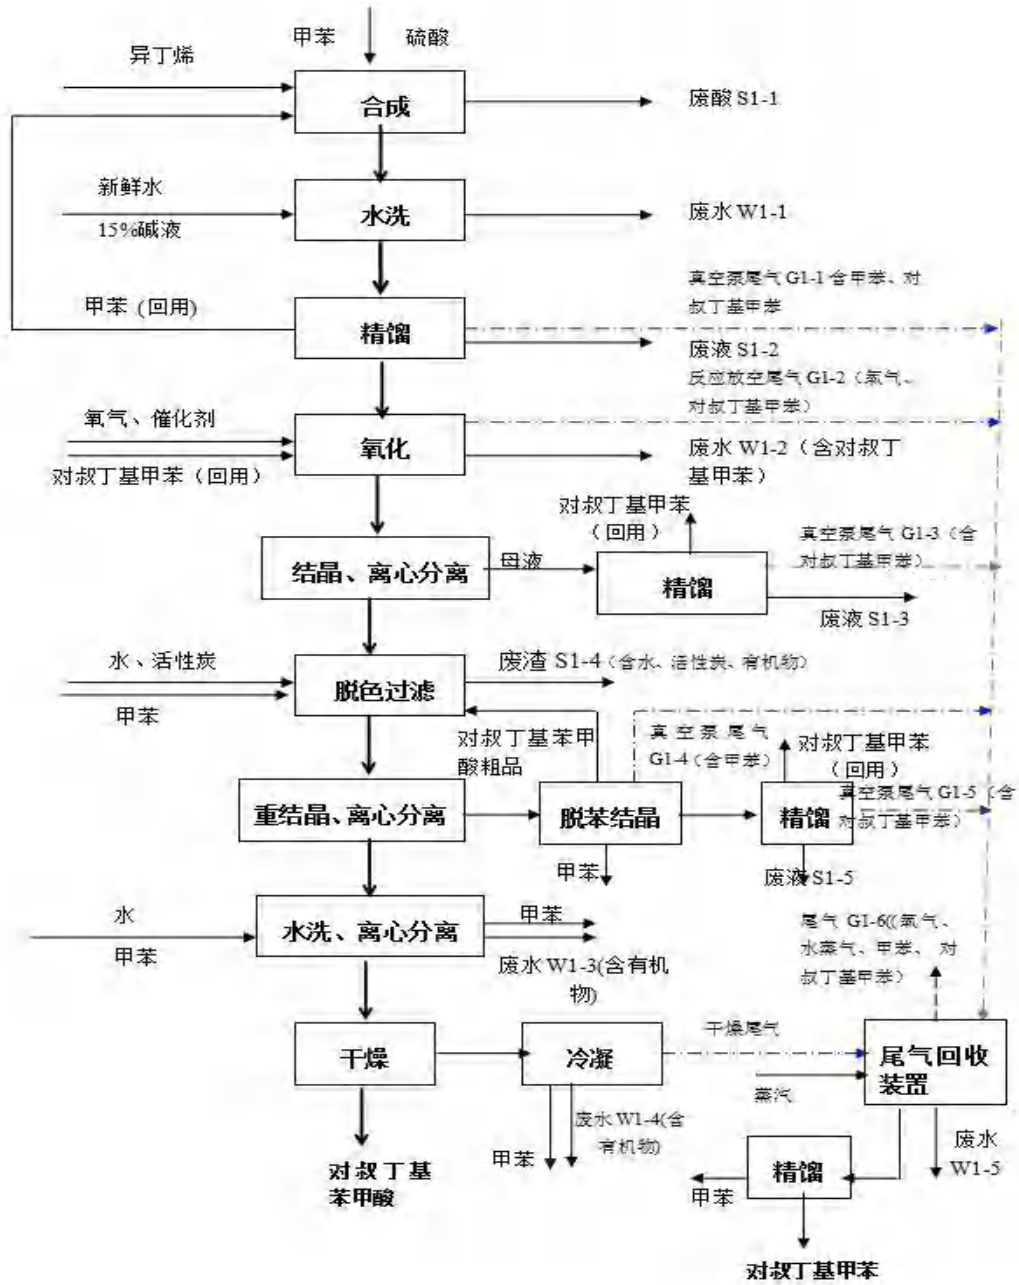 甲苯 硫酸
异丁烯
合成
废酸 S1-1
新鲜水
15%碱液
水洗
废水 W1-1
甲苯 (回用)
精馏
真空泵尾气 G1-1 含甲苯、对
叔丁基甲苯
废液 S1-2
反应放空尾气 G1-2（氧气、
对叔丁基甲苯）
氧气、催化剂
对叔丁基甲苯（回用）
氧化
废水 W1-2（含对叔丁
基甲苯）
结晶、离心分离
母液
对叔丁基甲苯
（回用）
精馏
真空泵尾气 G1-3（含
对叔丁基甲苯）
废液 S1-3
水、活性炭
甲苯
脱色过滤
废渣 S1-4（含水、活性炭、有机物）
对叔丁基苯甲
酸粗品
真空泵尾气
G1-4（含甲苯）
对叔丁基甲苯
（回用）
重结晶、离心分离
脱苯结晶
精馏
真空泵尾气 G1-5（含
对叔丁基甲苯）
甲苯
废液 S1-5
水
甲苯
水洗、离心分离
甲苯
废水 W1-3(含有机
物)
尾气 G1-6((氧气、
水蒸气、甲苯、对
叔丁基甲苯）
干燥
冷凝
干燥尾气
蒸汽
尾气回收
装置
对叔丁基
苯甲酸
甲苯
废水 W1-4(含
有机物)
甲苯
精馏
废水
W1-5
对叔丁基甲苯